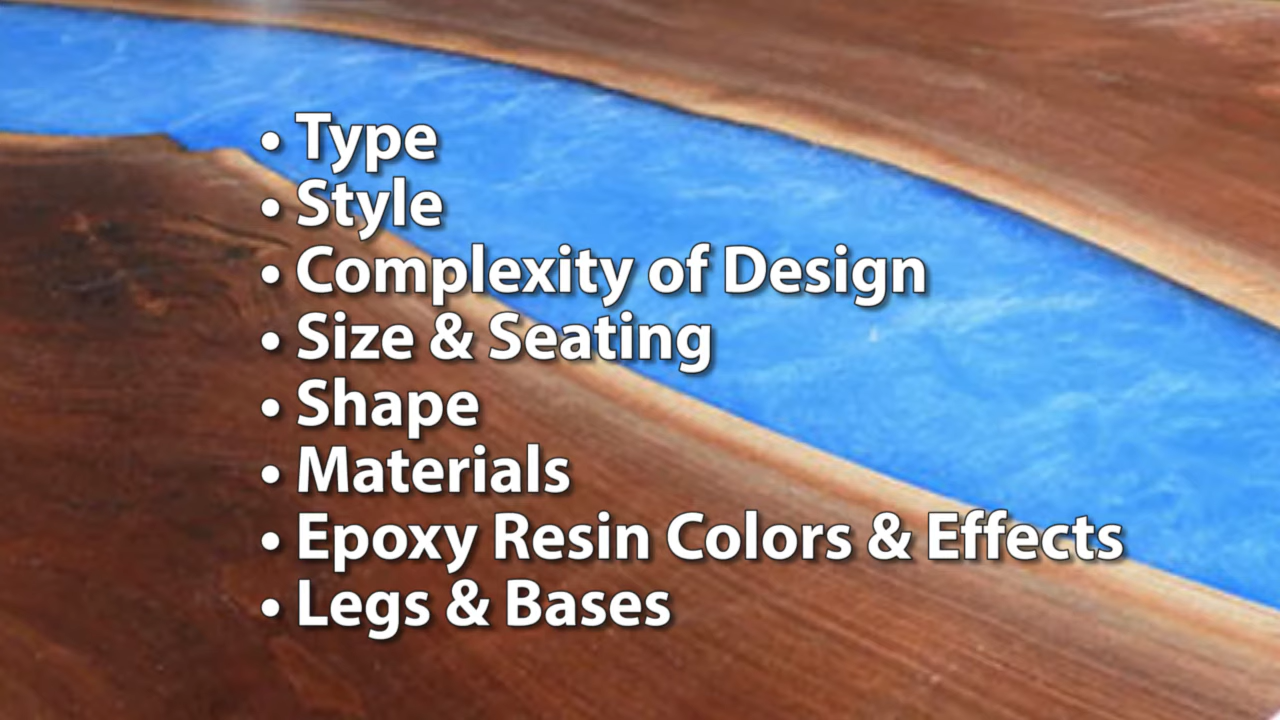 • Type
• Style
• Complexity of Design
• Size & Seating
• Shape
• Materials
• Epoxy Resin Colors & Effects
• Legs & Bases